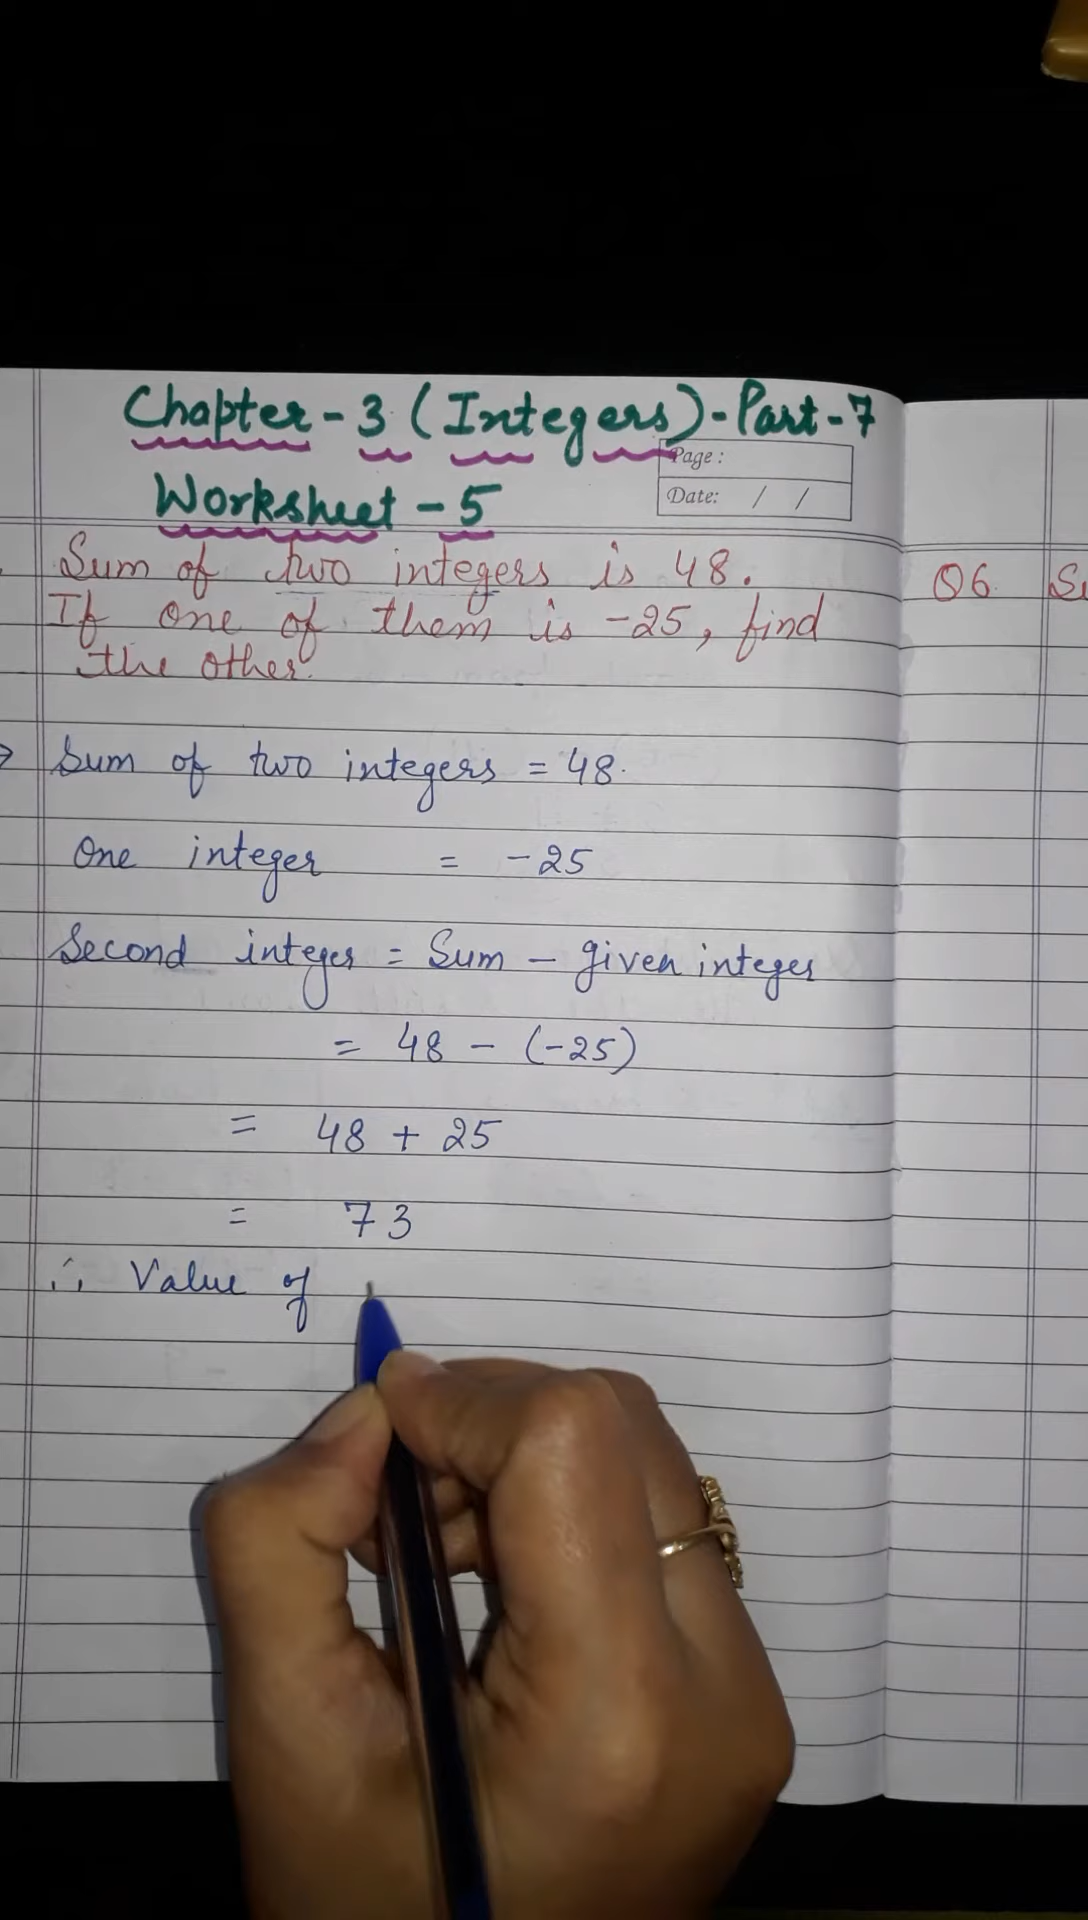 Chapter - 3 (Integers) - Part - 7
Page :
Worksheet - 5
Date: / /
Sum of two integers is 48.
If one of them is -25, find
the other.
Sum of two integers = 48.
One integer = -25
Second integer = Sum - given integer
= 48 - (-25)
= 48 + 25
= 73
∴ Value of
Q6.